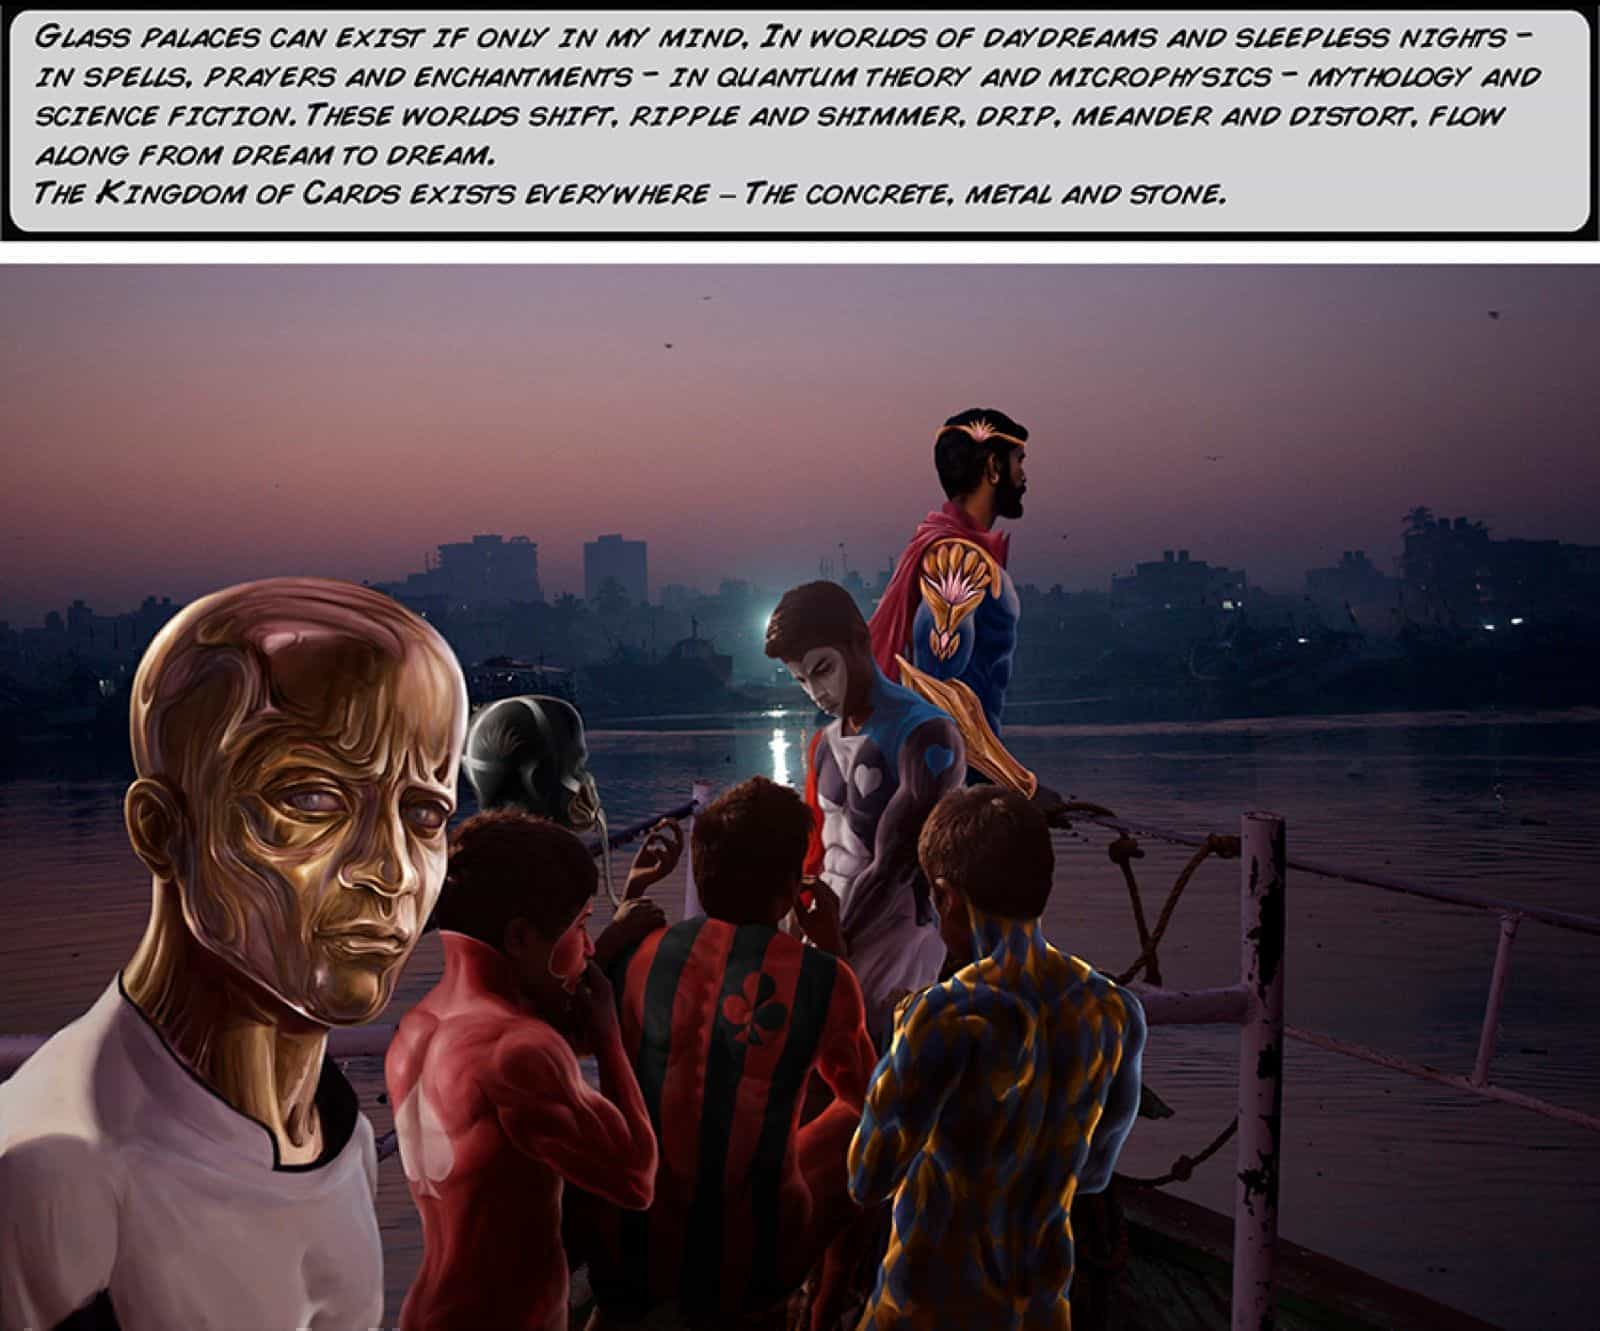 GLASS PALACES CAN EXIST IF ONLY IN MY MIND, IN WORLDS OF DAYDREAMS AND SLEEPLESS NIGHTS –
IN SPELLS, PRAYERS AND ENCHANTMENTS – IN QUANTUM THEORY AND MICROPHYSICS – MYTHOLOGY AND
SCIENCE FICTION. THESE WORLDS SHIFT, RIPPLE AND SHIMMER, DRIP, MEANDER AND DISTORT, FLOW
ALONG FROM DREAM TO DREAM.
THE KINGDOM OF CARDS EXISTS EVERYWHERE – THE CONCRETE, METAL AND STONE.